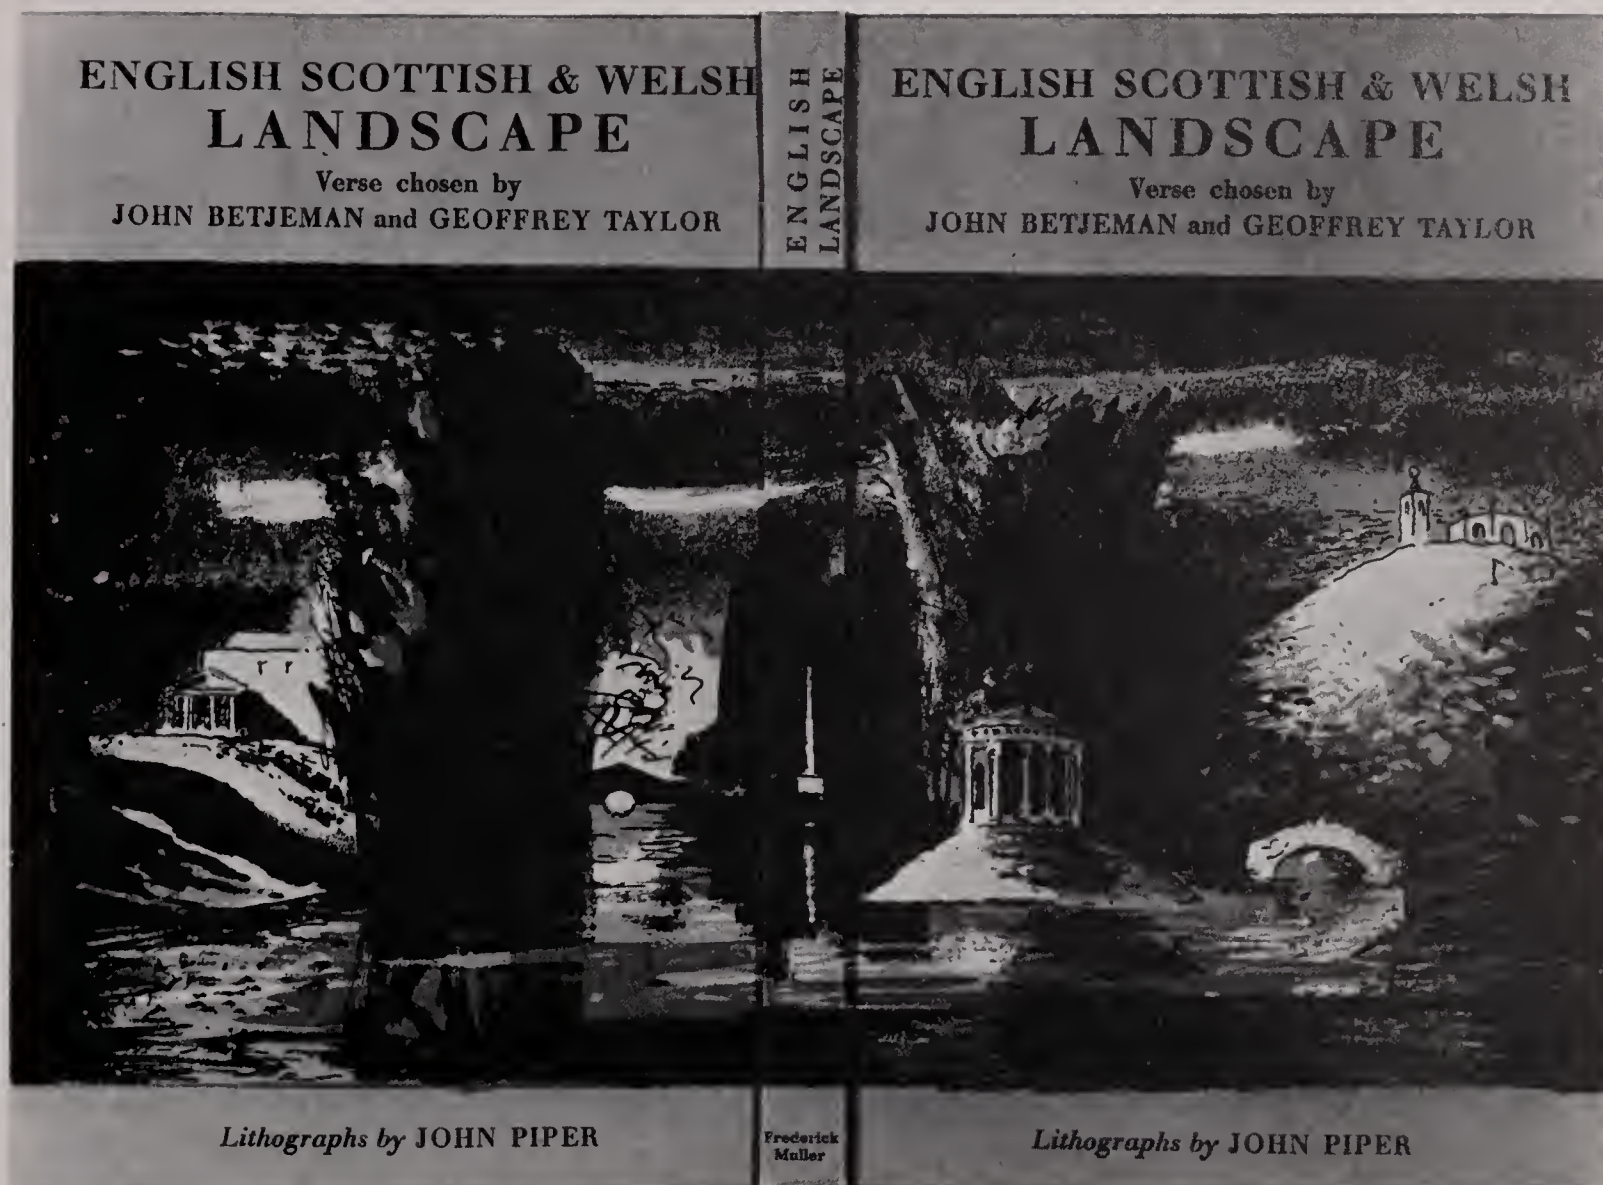 ENGLISH SCOTTISH & WELSH
LANDSCAPE
Verse chosen by
JOHN BETJEMAN and GEOFFREY TAYLOR
Lithographs by JOHN PIPER
ENGLISH
LANDSCAPE
Frederick
Muller
ENGLISH SCOTTISH & WELSH
LANDSCAPE
Verse chosen by
JOHN BETJEMAN and GEOFFREY TAYLOR
Lithographs by JOHN PIPER